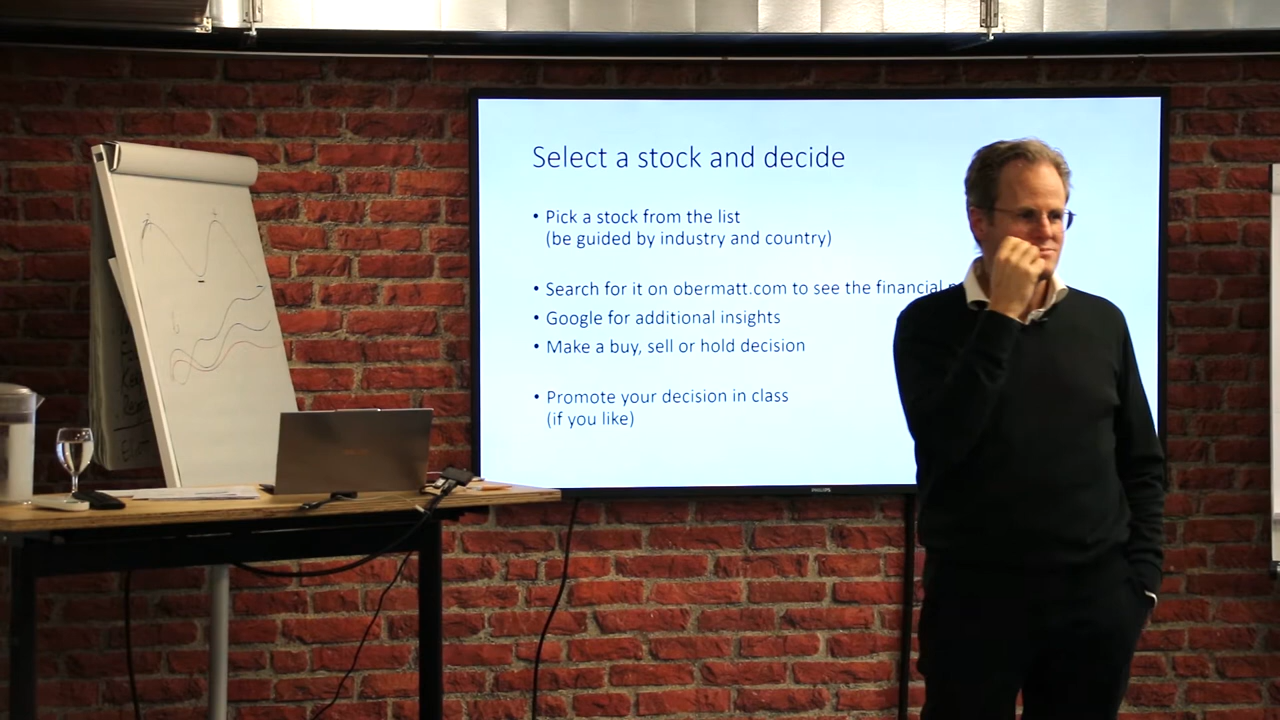 Select a stock and decide
• Pick a stock from the list
(be guided by industry and country)
• Search for it on obermatt.com to see the financial
• Google for additional insights
• Make a buy, sell or hold decision
• Promote your decision in class
(if you like)
PHILIPS